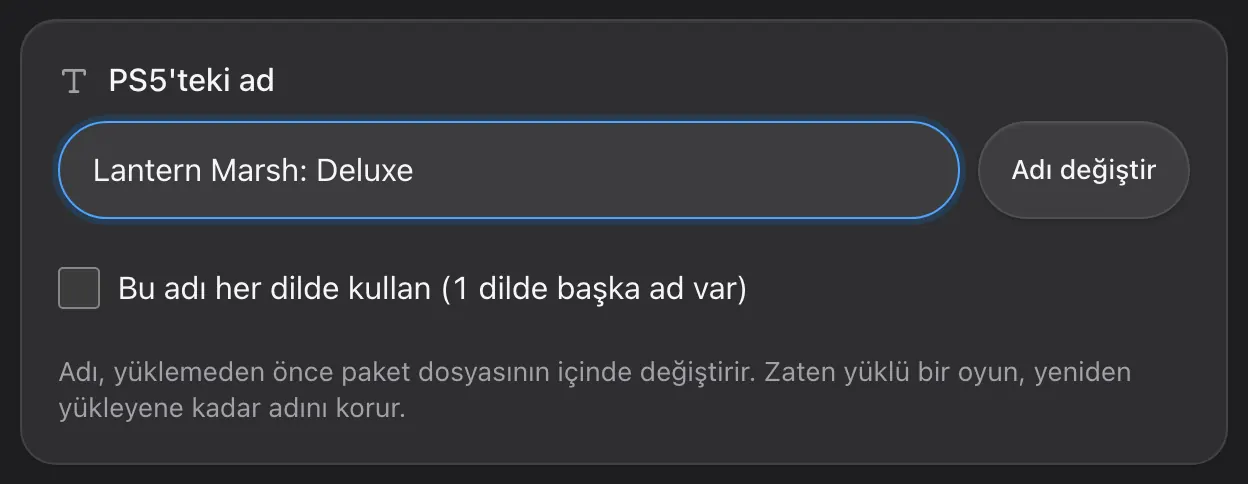 PS5'teki ad
Lantern Marsh: Deluxe
Adı değiştir
Bu adı her dilde kullan (1 dilde başka ad var)
Adı, yüklemeden önce paket dosyasının içinde değiştirir. Zaten yüklü bir oyun, yeniden
yükleyene kadar adını korur.